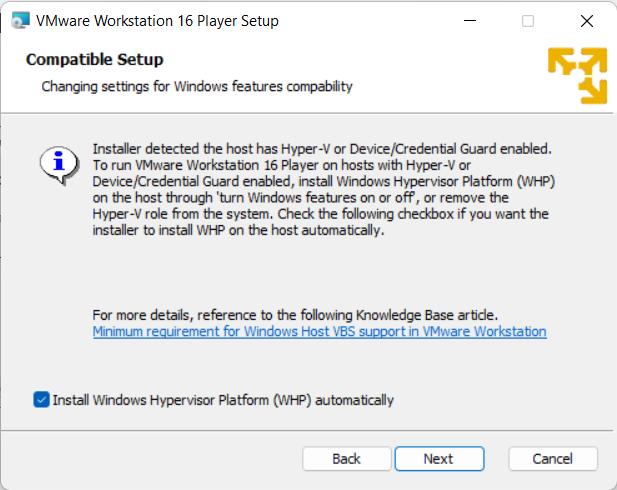 VMware Workstation 16 Player Setup
Compatible Setup
Changing settings for Windows features compability
Installer detected the host has Hyper-V or Device/Credential Guard enabled.
To run VMware Workstation 16 Player on hosts with Hyper-V or
Device/Credential Guard enabled, install Windows Hypervisor Platform (WHP)
on the host through 'turn Windows features on or off', or remove the
Hyper-V role from the system. Check the following checkbox if you want the
installer to install WHP on the host automatically.
For more details, reference to the following Knowledge Base article.
Minimum requirement for Windows Host VBS support in VMware Workstation
Install Windows Hypervisor Platform (WHP) automatically
Back Next Cancel